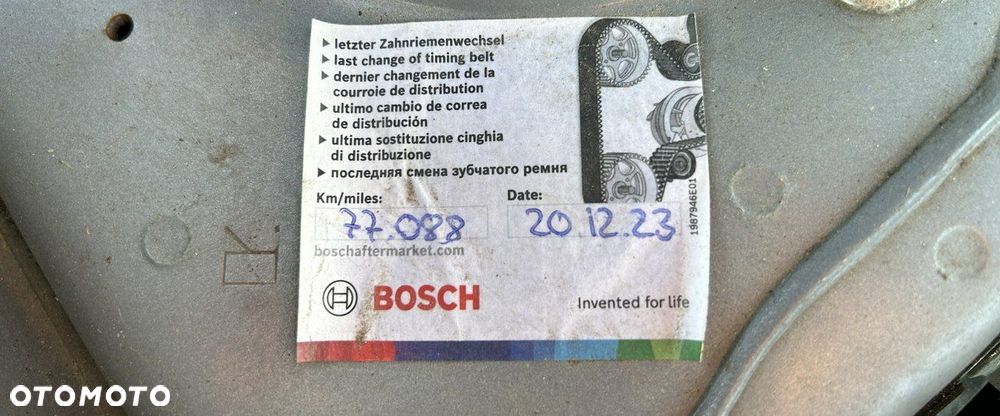 ▸ letzter Zahnriemenwechsel
▸ last change of timing belt
▸ dernier changement de la
courroie de distribution
▸ ultimo cambio de correa
de distribución
▸ ultima sostituzione cinghia
di distribuzione
▸ последняя смена зубчатого ремня
Km/miles:
Date:
77.088
20.12.23
boschaftermarket.com
1987946E01
BOSCH
Invented for life
K.
OTOMOTO